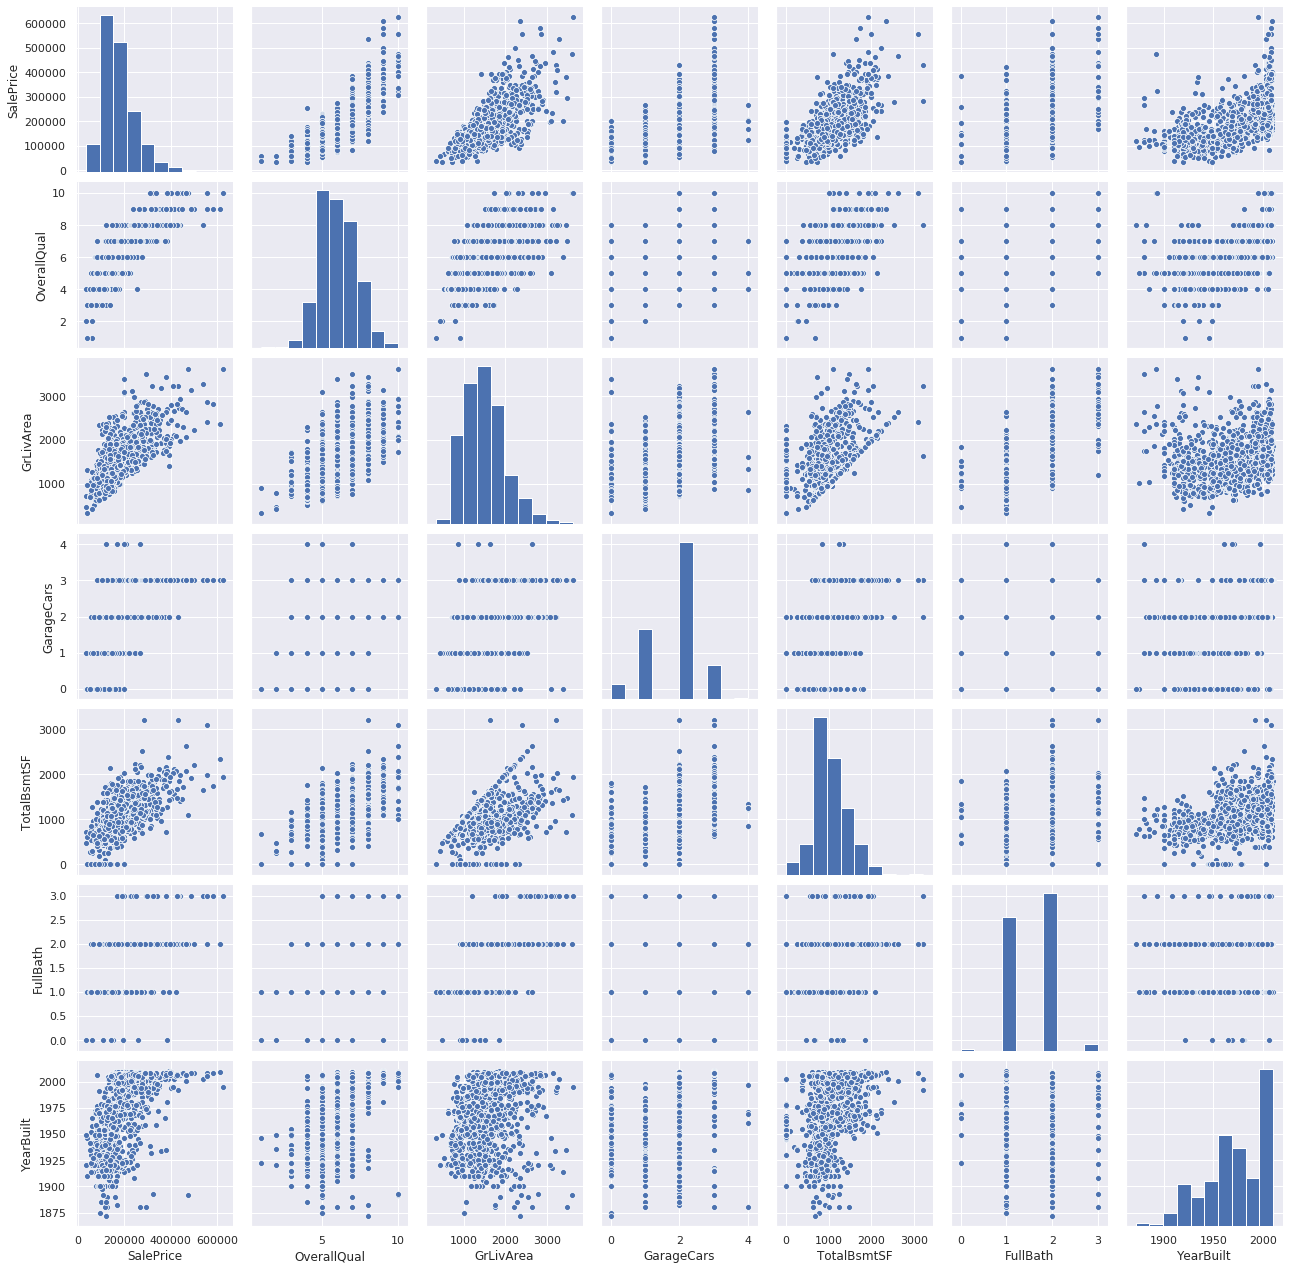 600000
500000
400000
300000
200000
100000
0
SalePrice
10
8
6
4
2
OverallQual
3000
2000
1000
GrLivArea
4
3
2
1
0
GarageCars
3000
2000
1000
0
TotalBsmtSF
3.0
2.5
2.0
1.5
1.0
0.5
0.0
FullBath
2000
1975
1950
1925
1900
1875
YearBuilt
0 200000 400000 600000
SalePrice
5 10
OverallQual
1000 2000 3000
GrLivArea
0 2 4
GarageCars
0 1000 2000 3000
TotalBsmtSF
0 1 2 3
FullBath
1900 1950 2000
YearBuilt